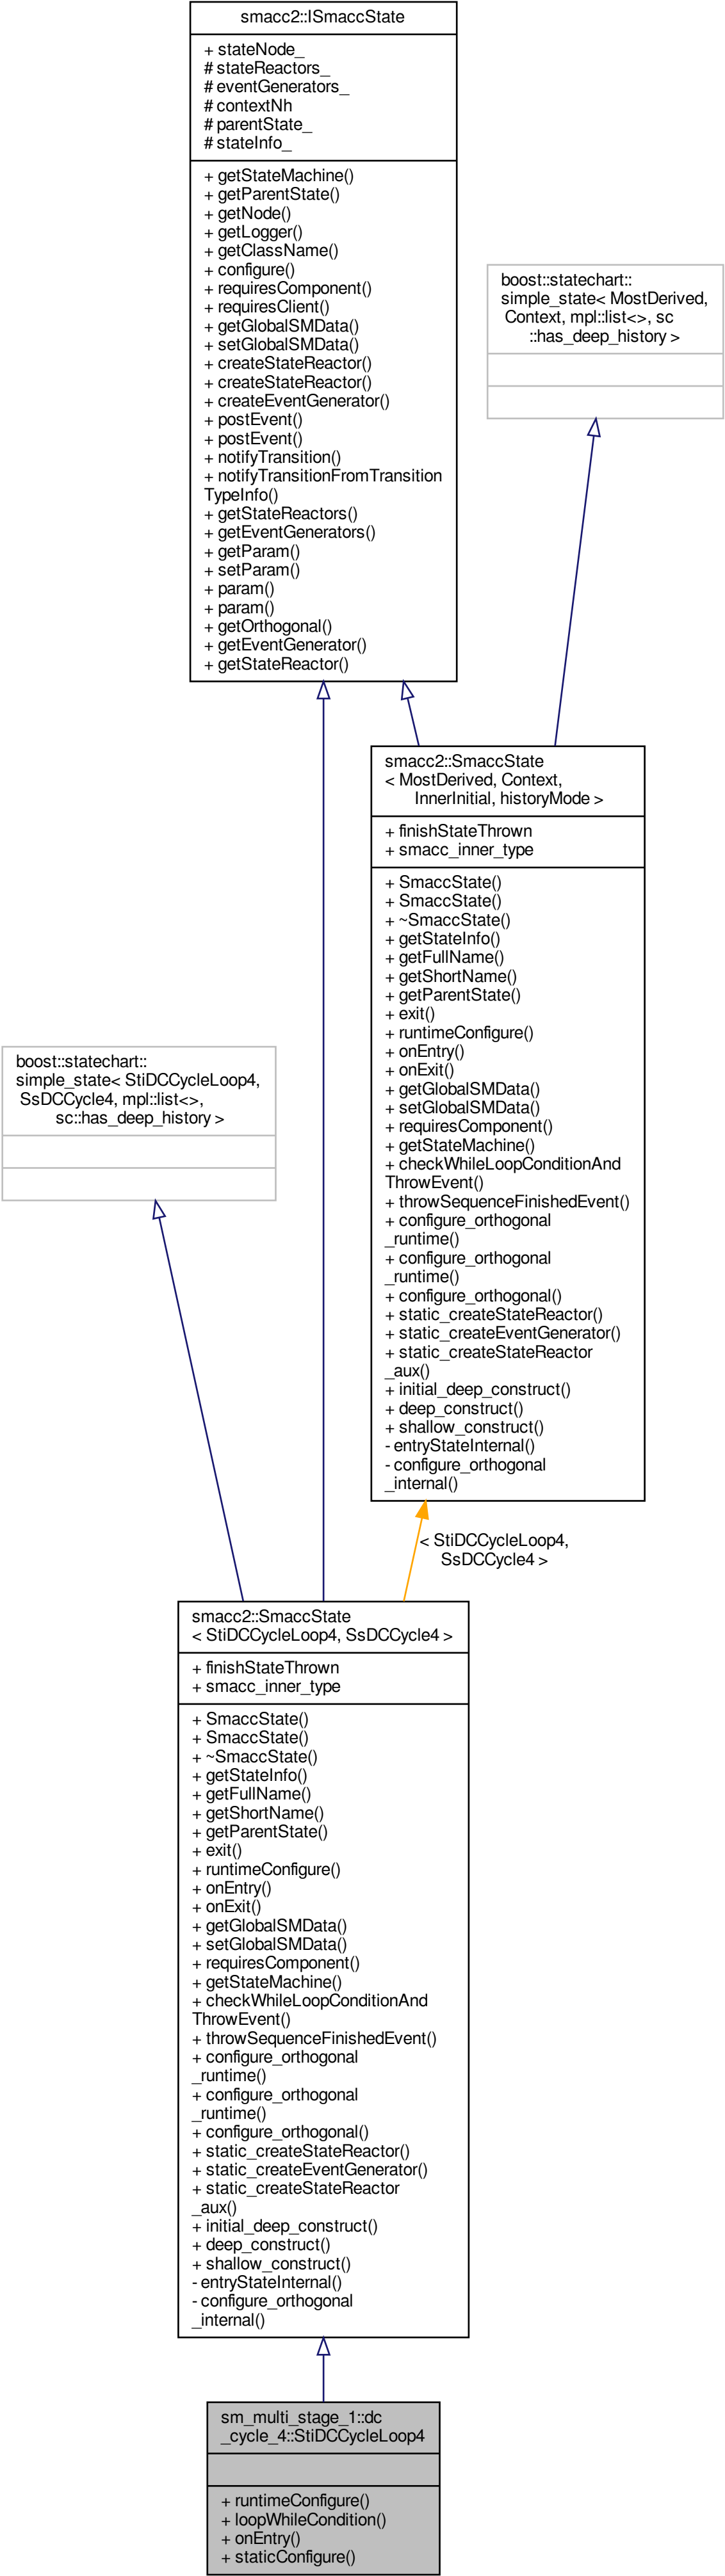 smacc2::ISmaccState
+ stateNode_
# stateReactors_
# eventGenerators_
# contextNh
# parentState_
# stateInfo_
+ getStateMachine()
+ getParentState()
+ getNode()
+ getLogger()
+ getClassName()
+ configure()
+ requiresComponent()
+ requiresClient()
+ getGlobalSMData()
+ setGlobalSMData()
+ createStateReactor()
+ createStateReactor()
+ createEventGenerator()
+ postEvent()
+ postEvent()
+ notifyTransition()
+ notifyTransitionFromTransition
TypeInfo()
+ getStateReactors()
+ getEventGenerators()
+ getParam()
+ setParam()
+ param()
+ param()
+ getOrthogonal()
+ getEventGenerator()
+ getStateReactor()
boost::statechart::
simple_state< MostDerived,
Context, mpl::list<>, sc
::has_deep_history >
smacc2::SmaccState
< MostDerived, Context,
InnerInitial, historyMode >
+ finishStateThrown
+ smacc_inner_type
+ SmaccState()
+ SmaccState()
+ ~SmaccState()
+ getStateInfo()
+ getFullName()
+ getShortName()
+ getParentState()
+ exit()
+ runtimeConfigure()
+ onEntry()
+ onExit()
+ getGlobalSMData()
+ setGlobalSMData()
+ requiresComponent()
+ getStateMachine()
+ checkWhileLoopConditionAnd
ThrowEvent()
+ throwSequenceFinishedEvent()
+ configure_orthogonal
_runtime()
+ configure_orthogonal
_runtime()
+ configure_orthogonal()
+ static_createStateReactor()
+ static_createEventGenerator()
+ static_createStateReactor
_aux()
+ initial_deep_construct()
+ deep_construct()
+ shallow_construct()
- entryStateInternal()
- configure_orthogonal
_internal()
boost::statechart::
simple_state< StiDCCycleLoop4,
SsDCCycle4, mpl::list<>,
sc::has_deep_history >
< StiDCCycleLoop4,
SsDCCycle4 >
smacc2::SmaccState
< StiDCCycleLoop4, SsDCCycle4 >
+ finishStateThrown
+ smacc_inner_type
+ SmaccState()
+ SmaccState()
+ ~SmaccState()
+ getStateInfo()
+ getFullName()
+ getShortName()
+ getParentState()
+ exit()
+ runtimeConfigure()
+ onEntry()
+ onExit()
+ getGlobalSMData()
+ setGlobalSMData()
+ requiresComponent()
+ getStateMachine()
+ checkWhileLoopConditionAnd
ThrowEvent()
+ throwSequenceFinishedEvent()
+ configure_orthogonal
_runtime()
+ configure_orthogonal
_runtime()
+ configure_orthogonal()
+ static_createStateReactor()
+ static_createEventGenerator()
+ static_createStateReactor
_aux()
+ initial_deep_construct()
+ deep_construct()
+ shallow_construct()
- entryStateInternal()
- configure_orthogonal
_internal()
sm_multi_stage_1::dc
_cycle_4::StiDCCycleLoop4
+ runtimeConfigure()
+ loopWhileCondition()
+ onEntry()
+ staticConfigure()